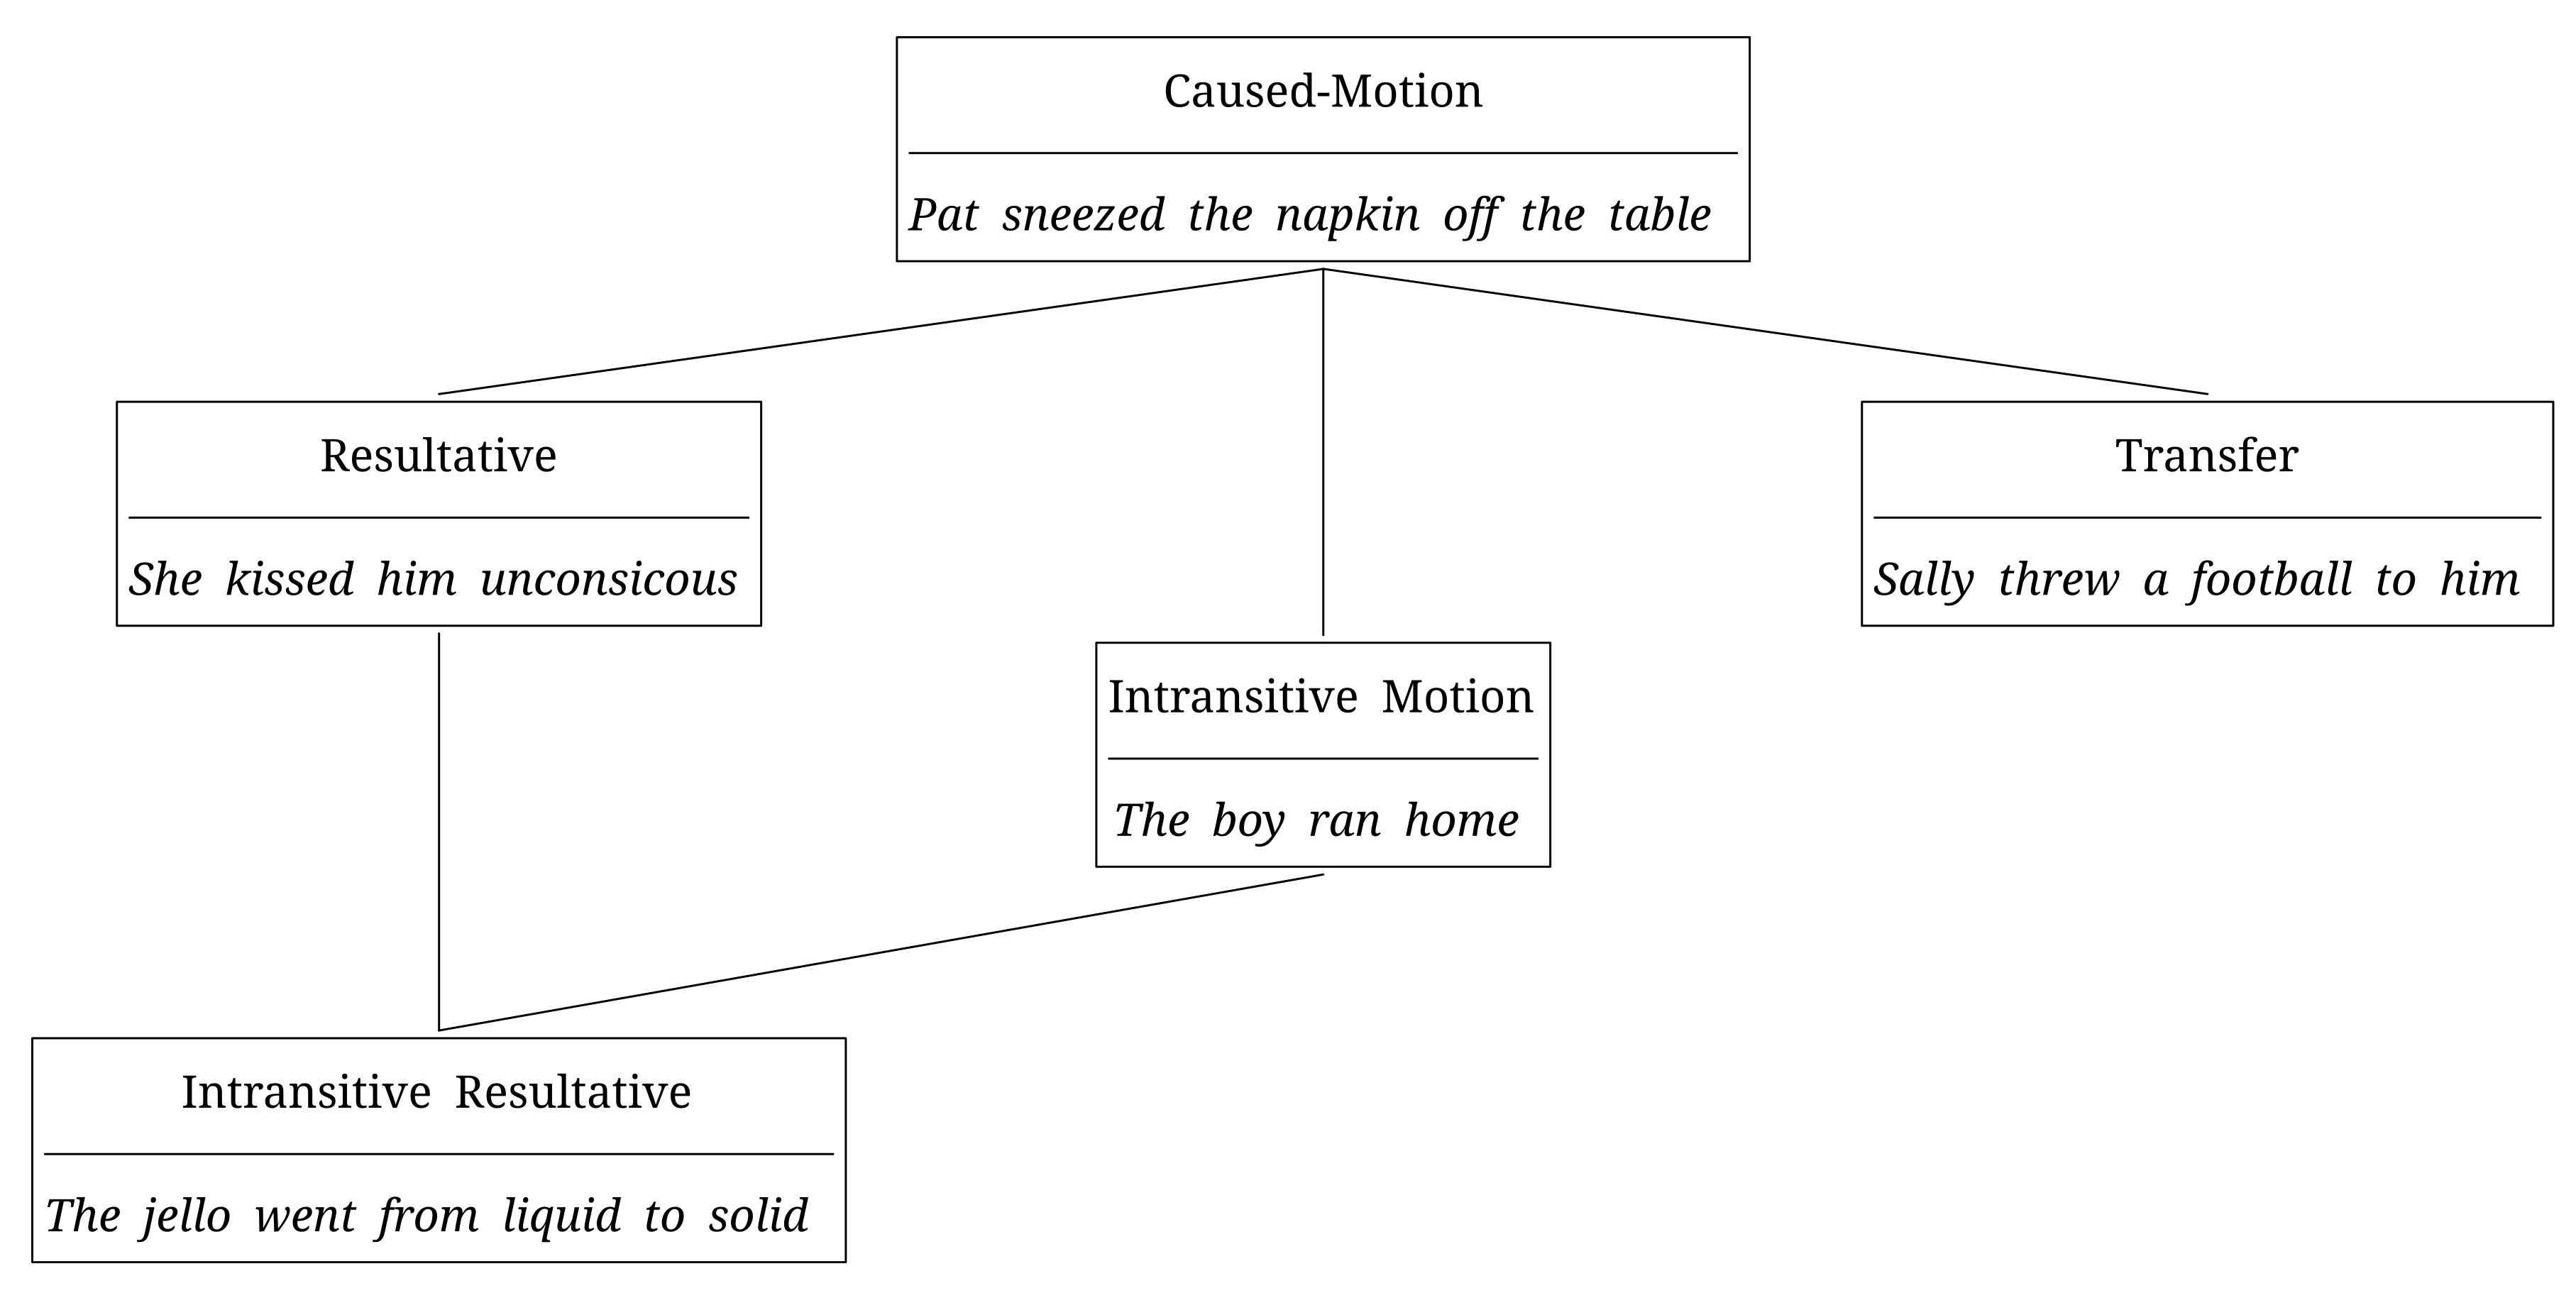 Caused-Motion
Pat sneezed the napkin off the table
Resultative
She kissed him unconsicous
Transfer
Sally threw a football to him
Intransitive Motion
The boy ran home
Intransitive Resultative
The jello went from liquid to solid